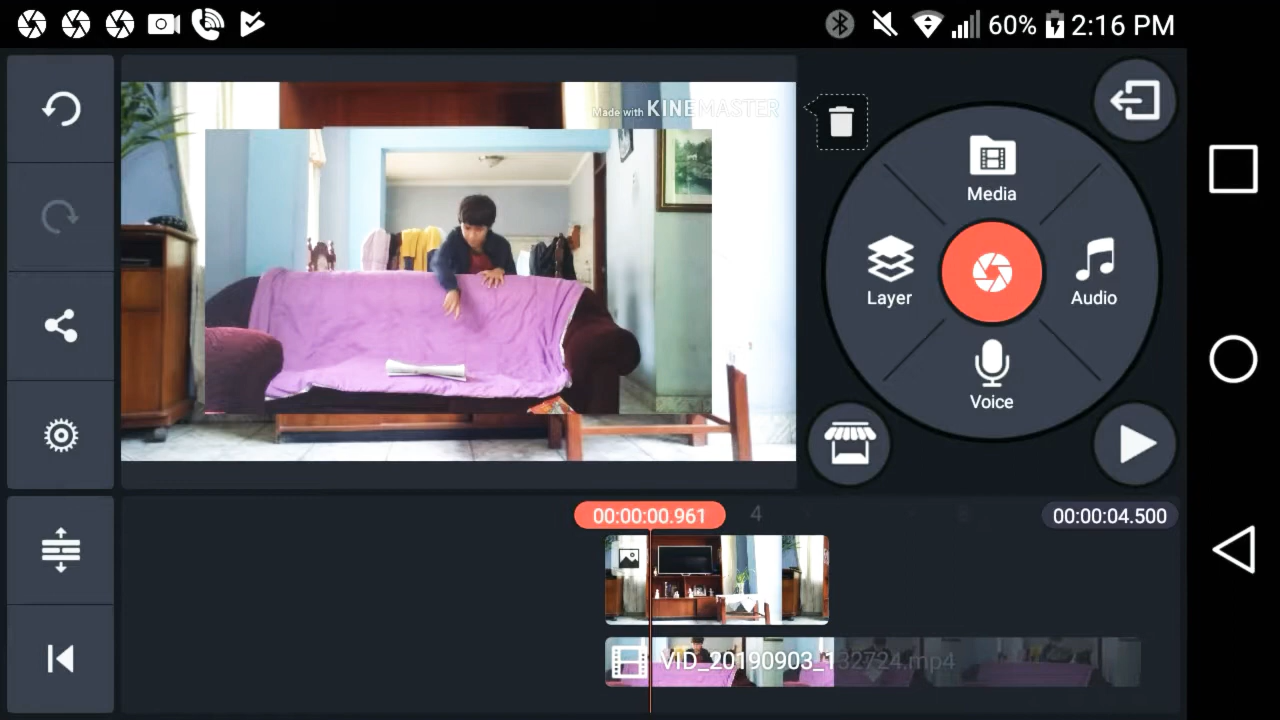 60% 2:16 PM
Made with KINEMASTER
Media
Layer
Audio
Voice
00:00:00.961
4
00:00:04.500
VID_20190903_132724.mp4